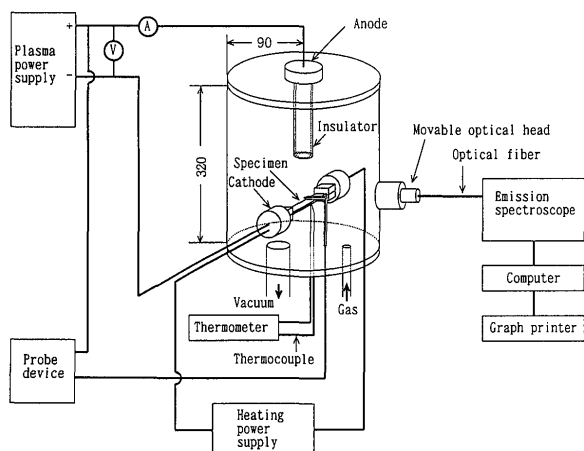 Plasma
power
supply
+
-
V
A
90
320
Anode
Insulator
Specimen
Cathode
Movable optical head
Optical fiber
Emission
spectroscope
Computer
Graph printer
Vacuum
Gas
Thermometer
Thermocouple
Probe
device
Heating
power
supply